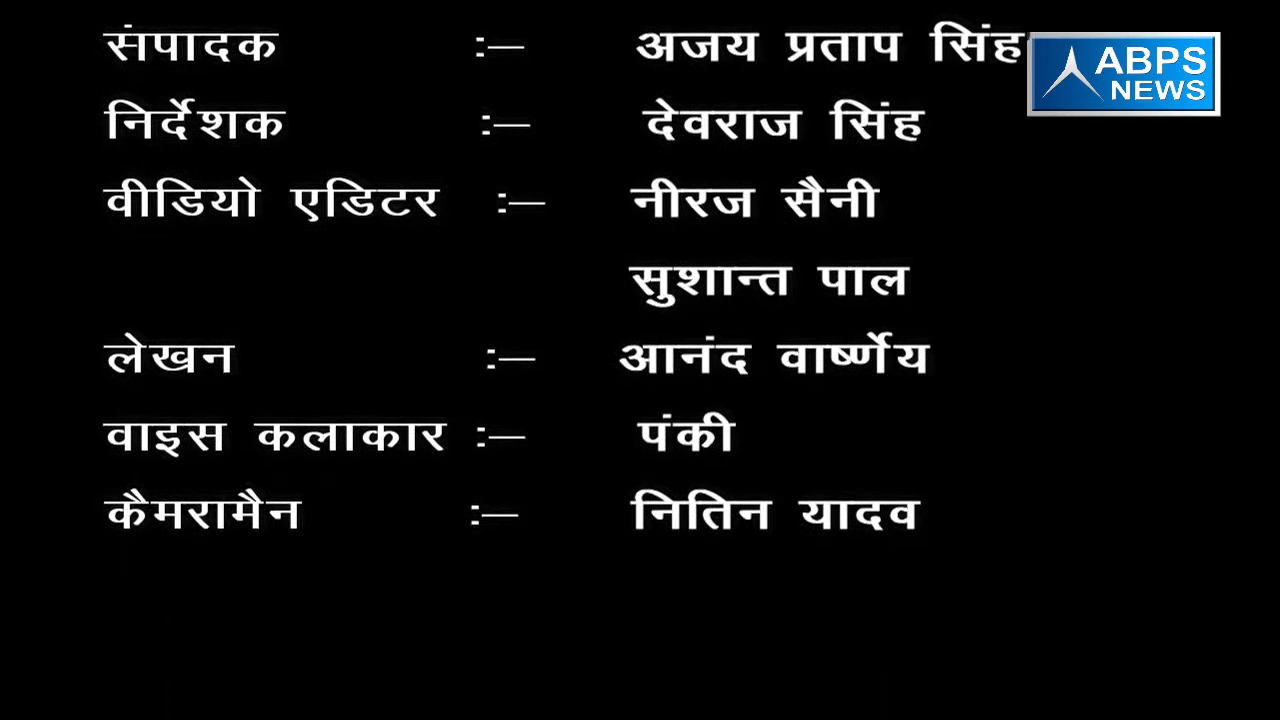 संपादक :— अजय प्रताप सिंह
ABPS
NEWS
निर्देशक :— देवराज सिंह
वीडियो एडिटर :— नीरज सैनी
सुशान्त पाल
लेखन :— आनंद वार्ष्णेय
वाइस कलाकार :— पंकी
कैमरामैन :— नितिन यादव